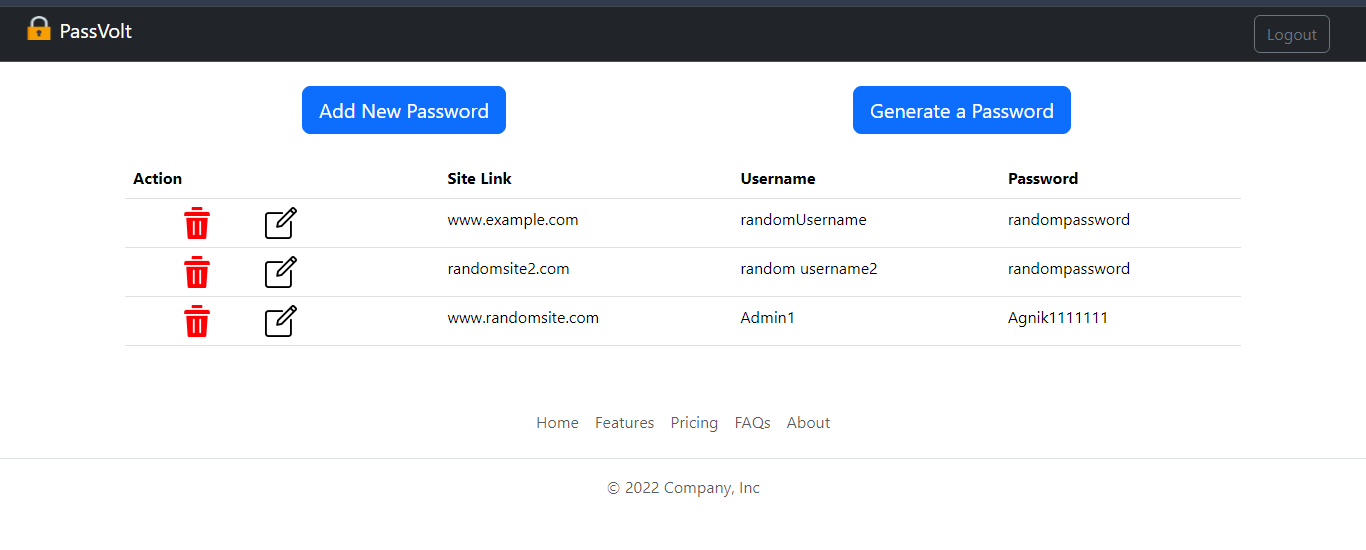 PassVolt Logout
Add New Password Generate a Password
Action Site Link Username Password
www.example.com randomUsername randompassword
randomsite2.com random username2 randompassword
www.randomsite.com Admin1 Agnik1111111
Home Features Pricing FAQs About
© 2022 Company, Inc